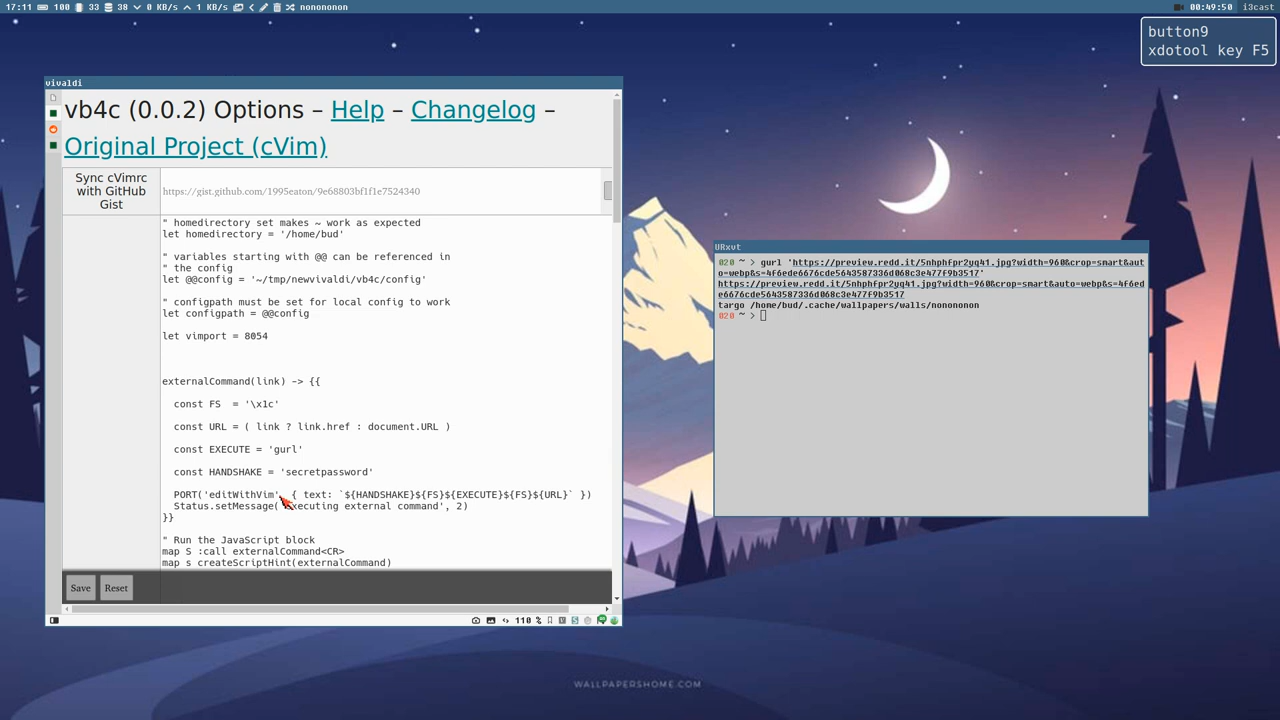 17:11 100 33 38 0 KB/s 1 KB/s nonononon
00:49:50 i3cast
button9
xdotool key F5
vivaldi
vb4c (0.0.2) Options – Help – Changelog –
Original Project (cVim)
Sync cVimrc
with GitHub
Gist
https://gist.github.com/1995eaton/9e68803bf1f1e7524340
" homedirectory set makes ~ work as expected
let homedirectory = '/home/bud'
" variables starting with @@ can be referenced in
" the config
let @@config = '~/tmp/newvivaldi/vb4c/config'
" configpath must be set for local config to work
let configpath = @@config
let vimport = 8054
externalCommand(link) -> {{
const FS = '\x1c'
const URL = ( link ? link.href : document.URL )
const EXECUTE = 'gurl'
const HANDSHAKE = 'secretpassword'
PORT('editWithVim', { text: `${HANDSHAKE}${FS}${EXECUTE}${FS}${URL}` })
Status.setMessage('Executing external command', 2)
}}
" Run the JavaScript block
map S :call externalCommand<CR>
map s createScriptHint(externalCommand)
Save Reset
110 %
URxvt
020 ~ > gurl 'https://preview.redd.it/5nhphfpr2yq41.jpg?width=960&crop=smart&aut
o=webp&s=4f6ede6676cde5643587336d068c3e477f9b3517'
https://preview.redd.it/5nhphfpr2yq41.jpg?width=960&crop=smart&auto=webp&s=4f6ed
e6676cde5643587336d068c3e477f9b3517
targo /home/bud/.cache/wallpapers/walls/nonononon
020 ~ >
WALLPAPERSHOME.COM